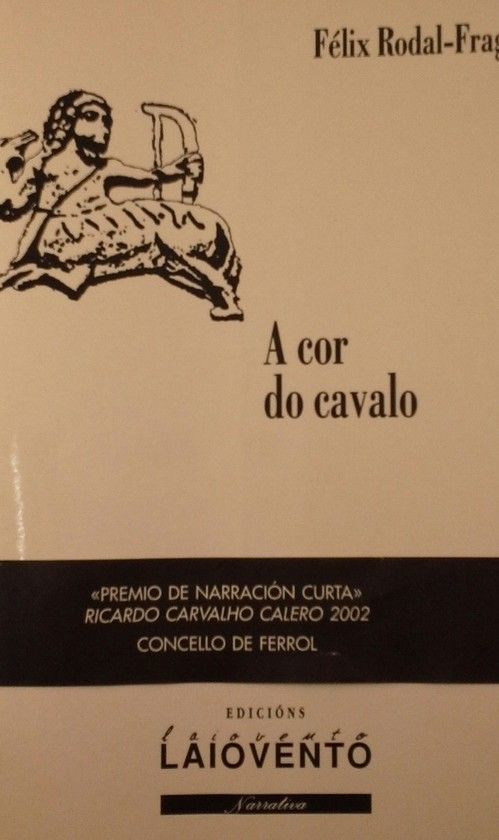 Félix Rodal-Frag
A cor
do cavalo
«PREMIO DE NARRACIÓN CURTA»
RICARDO CARVALHO CALERO 2002
CONCELLO DE FERROL
EDICIÓNS
laiovento
LAIOVENTO
Narrativa